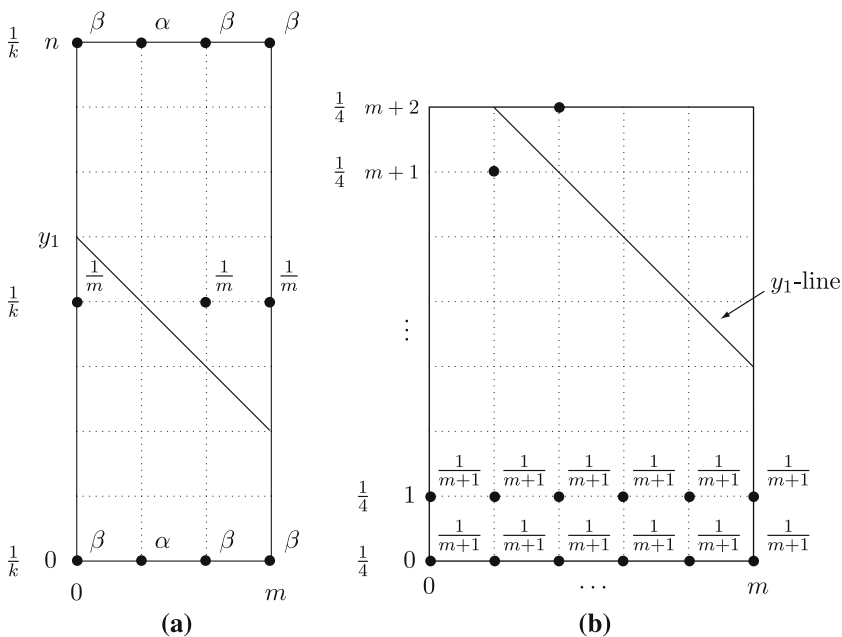 1/k n β α β β
y₁
1/k 1/m 1/m 1/m
1/k 0 β α β β
0 m
(a)
1/4 m + 2
1/4 m + 1
y₁-line
⋮
1/(m+1) 1/(m+1) 1/(m+1) 1/(m+1) 1/(m+1) 1/(m+1)
1/4 1
1/(m+1) 1/(m+1) 1/(m+1) 1/(m+1) 1/(m+1) 1/(m+1)
1/4 0
0 ⋯ m
(b)